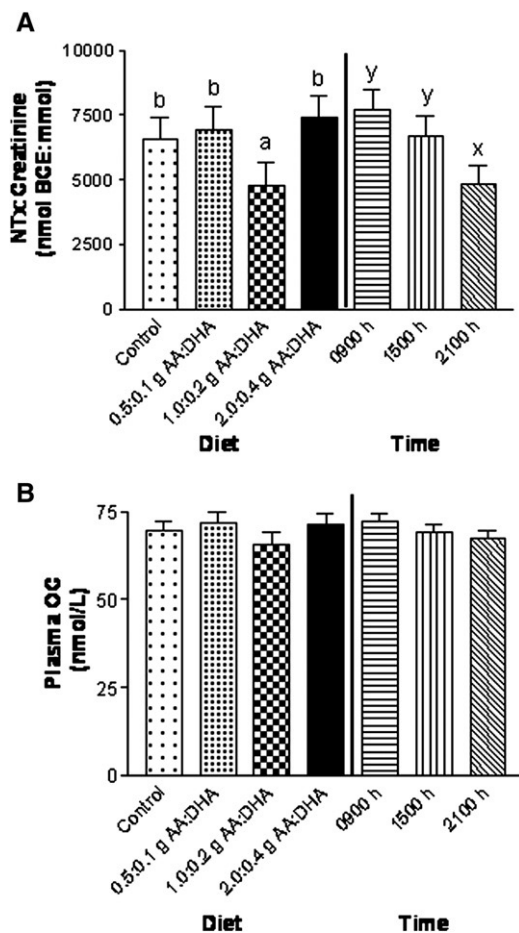 A
NTx: Creatinine
(nmol BCE: mmol)
10000
7500
5000
2500
0
b
b
a
b
y
y
x
Control
0.5:0.1 g AA:DHA
1.0:0.2 g AA:DHA
2.0:0.4 g AA:DHA
0900 h
1500 h
2100 h
Diet
Time
B
Plasma OC
(nmol/L)
75
50
25
0
Control
0.5:0.1 g AA:DHA
1.0:0.2 g AA:DHA
2.0:0.4 g AA:DHA
0900 h
1500 h
2100 h
Diet
Time